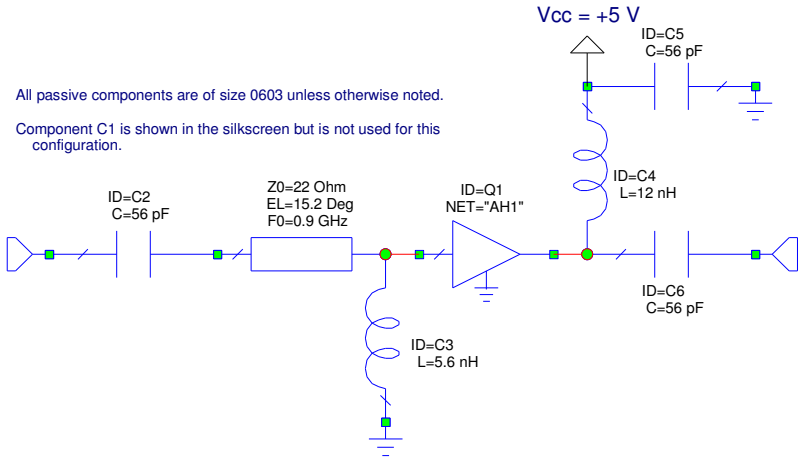 Vcc = +5 V
ID=C5
C=56 pF
All passive components are of size 0603 unless otherwise noted.
Component C1 is shown in the silkscreen but is not used for this
configuration.
ID=C2
C=56 pF
Z0=22 Ohm
EL=15.2 Deg
F0=0.9 GHz
ID=Q1
NET="AH1"
ID=C4
L=12 nH
ID=C6
C=56 pF
ID=C3
L=5.6 nH